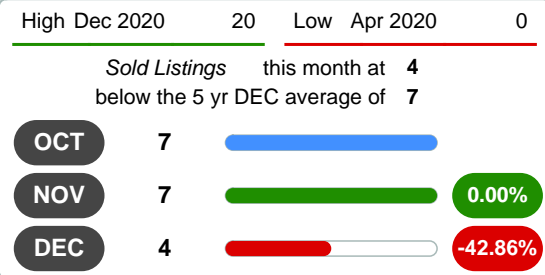 High Dec 2020 20 Low Apr 2020 0
Sold Listings this month at 4
below the 5 yr DEC average of 7
OCT 7
NOV 7 0.00%
DEC 4 -42.86%